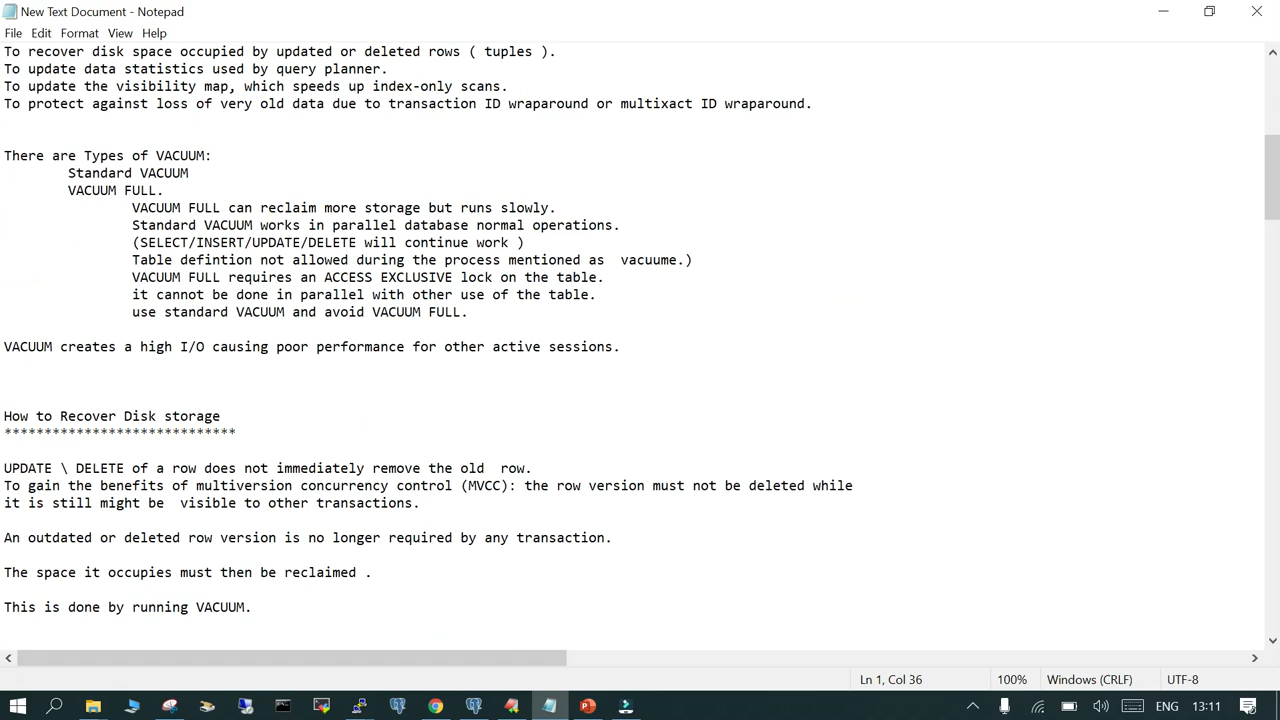 New Text Document - Notepad
File Edit Format View Help
To recover disk space occupied by updated or deleted rows ( tuples ).
To update data statistics used by query planner.
To update the visibility map, which speeds up index-only scans.
To protect against loss of very old data due to transaction ID wraparound or multixact ID wraparound.
There are Types of VACUUM:
Standard VACUUM
VACUUM FULL.
VACUUM FULL can reclaim more storage but runs slowly.
Standard VACUUM works in parallel database normal operations.
(SELECT/INSERT/UPDATE/DELETE will continue work )
Table defintion not allowed during the process mentioned as  vacuume.)
VACUUM FULL requires an ACCESS EXCLUSIVE lock on the table.
it cannot be done in parallel with other use of the table.
use standard VACUUM and avoid VACUUM FULL.
VACUUM creates a high I/O causing poor performance for other active sessions.
How to Recover Disk storage
*****************************
UPDATE \ DELETE of a row does not immediately remove the old  row.
To gain the benefits of multiversion concurrency control (MVCC): the row version must not be deleted while
it is still might be  visible to other transactions.
An outdated or deleted row version is no longer required by any transaction.
The space it occupies must then be reclaimed .
This is done by running VACUUM.
Ln 1, Col 36 100% Windows (CRLF) UTF-8
ENG 13:11